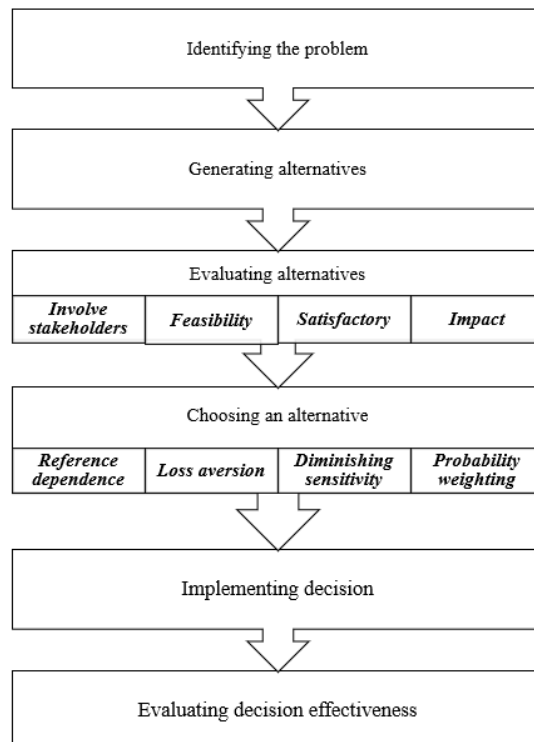 Identifying the problem
Generating alternatives
Evaluating alternatives
Involve
stakeholders
Feasibility
Satisfactory
Impact
Choosing an alternative
Reference
dependence
Loss aversion
Diminishing
sensitivity
Probability
weighting
Implementing decision
Evaluating decision effectiveness